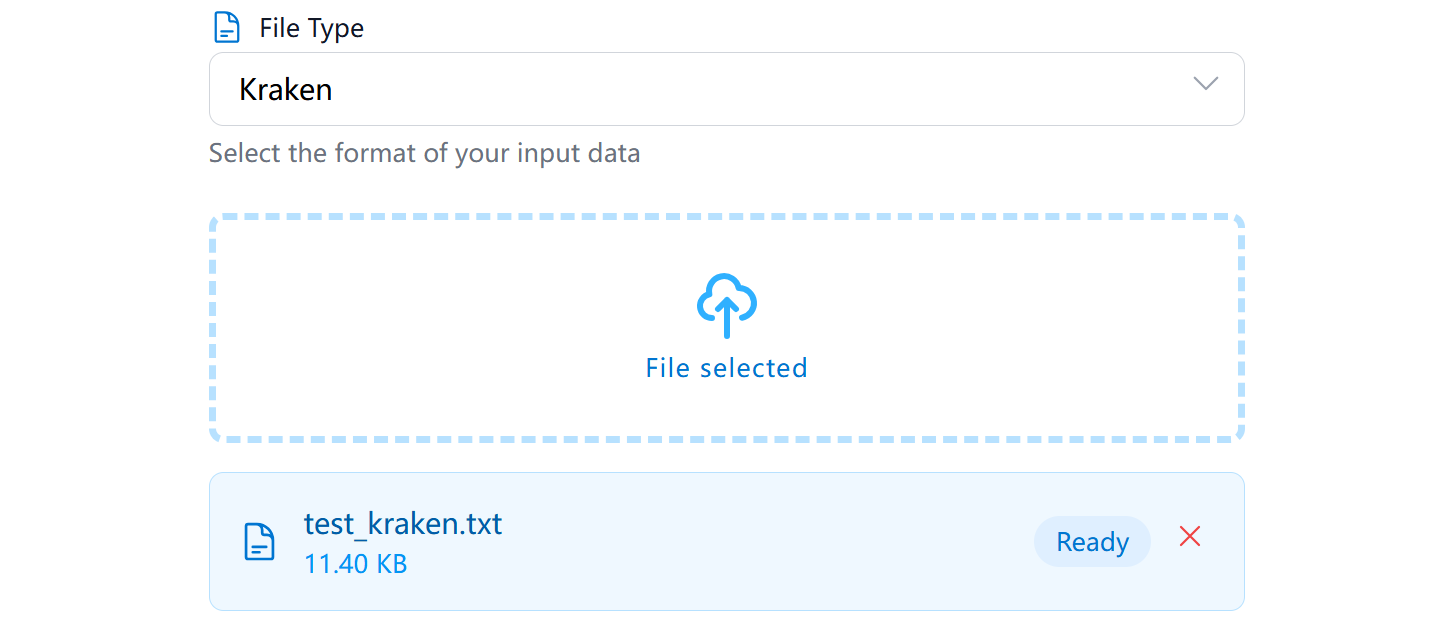 File Type
Kraken
Select the format of your input data
File selected
test_kraken.txt
11.40 KB
Ready